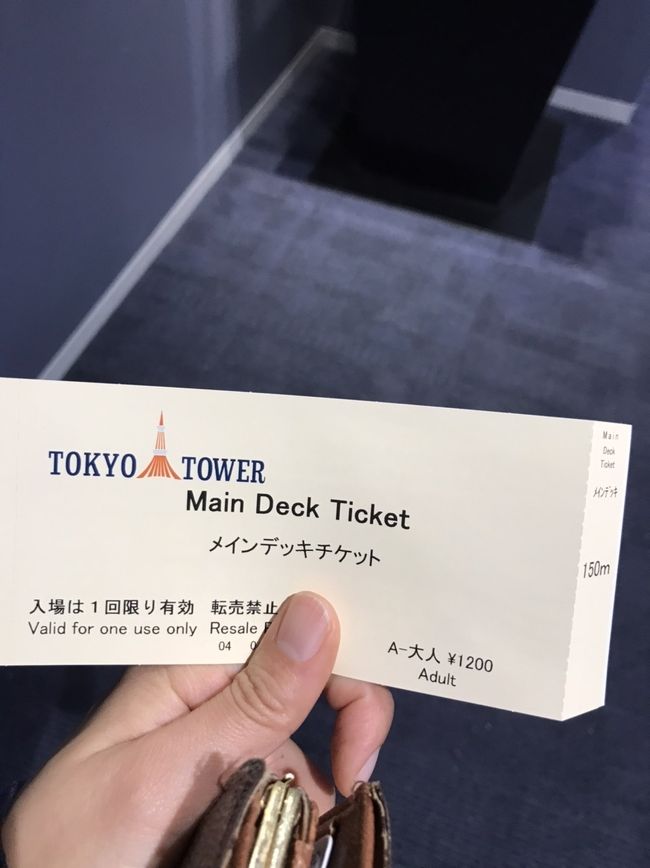 TOKYO TOWER
Main Deck Ticket
メインデッキチケット
入場は1回限り有効 転売禁止
Valid for one use only Resale
04
A-大人 ¥1200
Adult
Main
Deck
Ticket
メインデッキ
150m